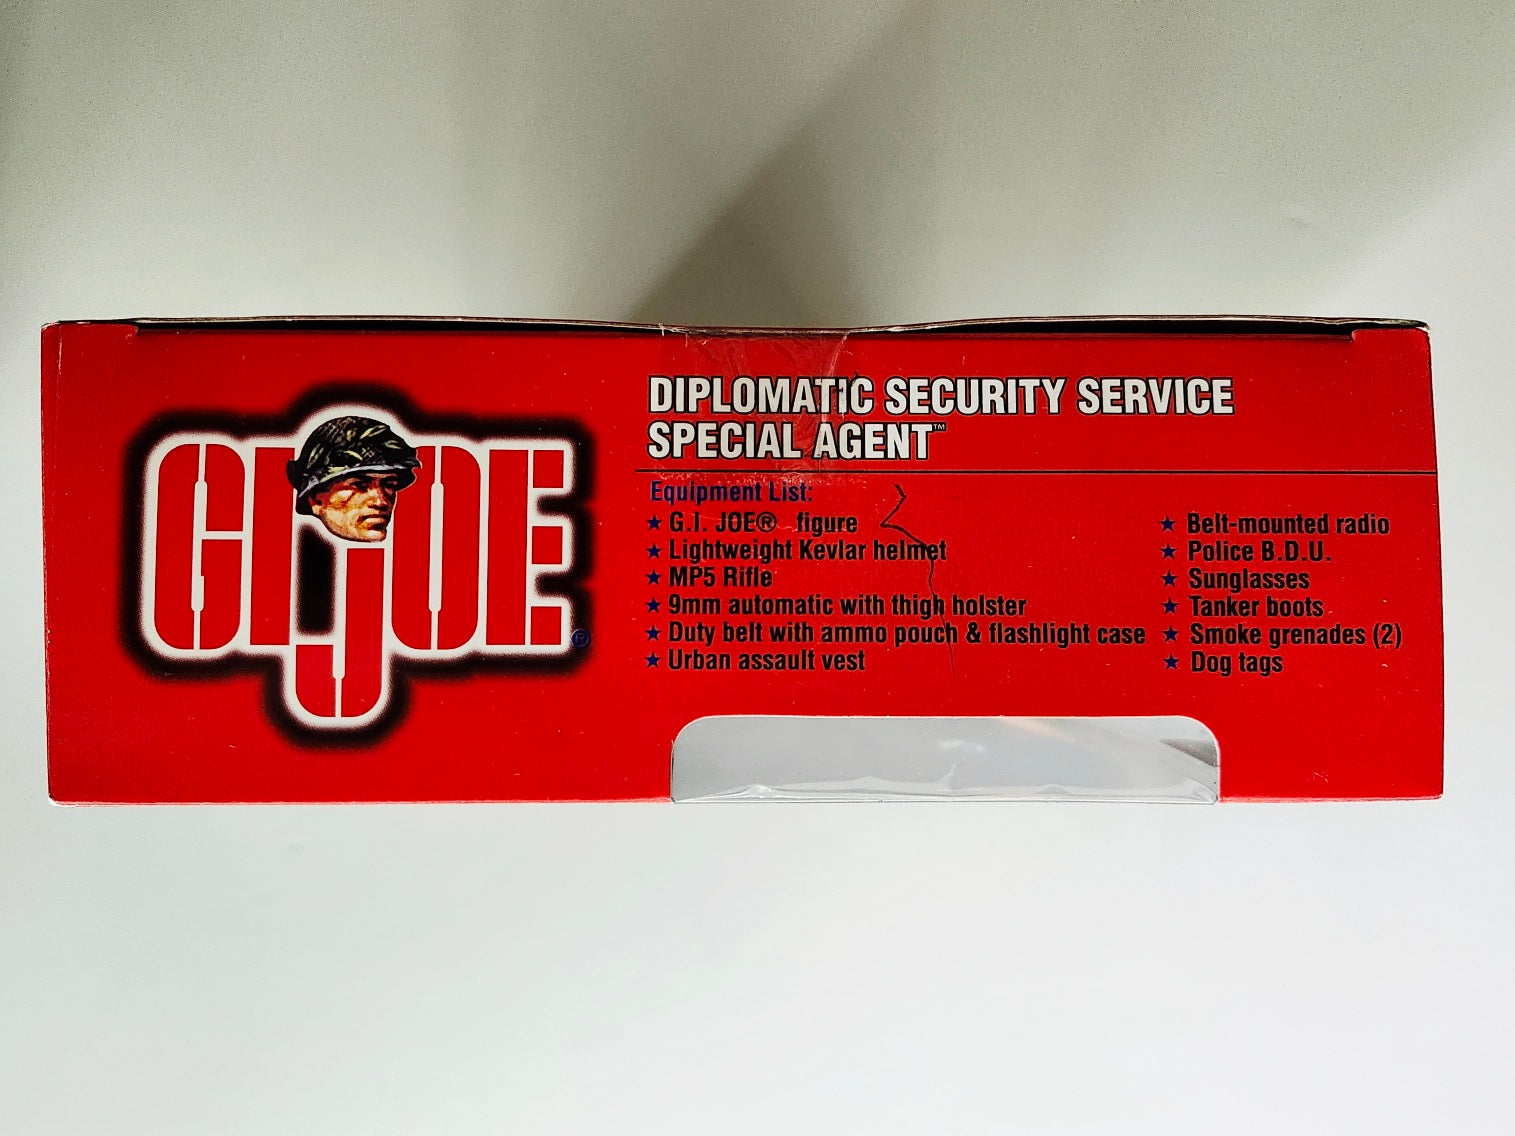 GI JOE®
DIPLOMATIC SECURITY SERVICE
SPECIAL AGENT™
Equipment List:
★ G.I. JOE® figure
★ Lightweight Kevlar helmet
★ MP5 Rifle
★ 9mm automatic with thigh holster
★ Duty belt with ammo pouch & flashlight case
★ Urban assault vest
★ Belt-mounted radio
★ Police B.D.U.
★ Sunglasses
★ Tanker boots
★ Smoke grenades (2)
★ Dog tags